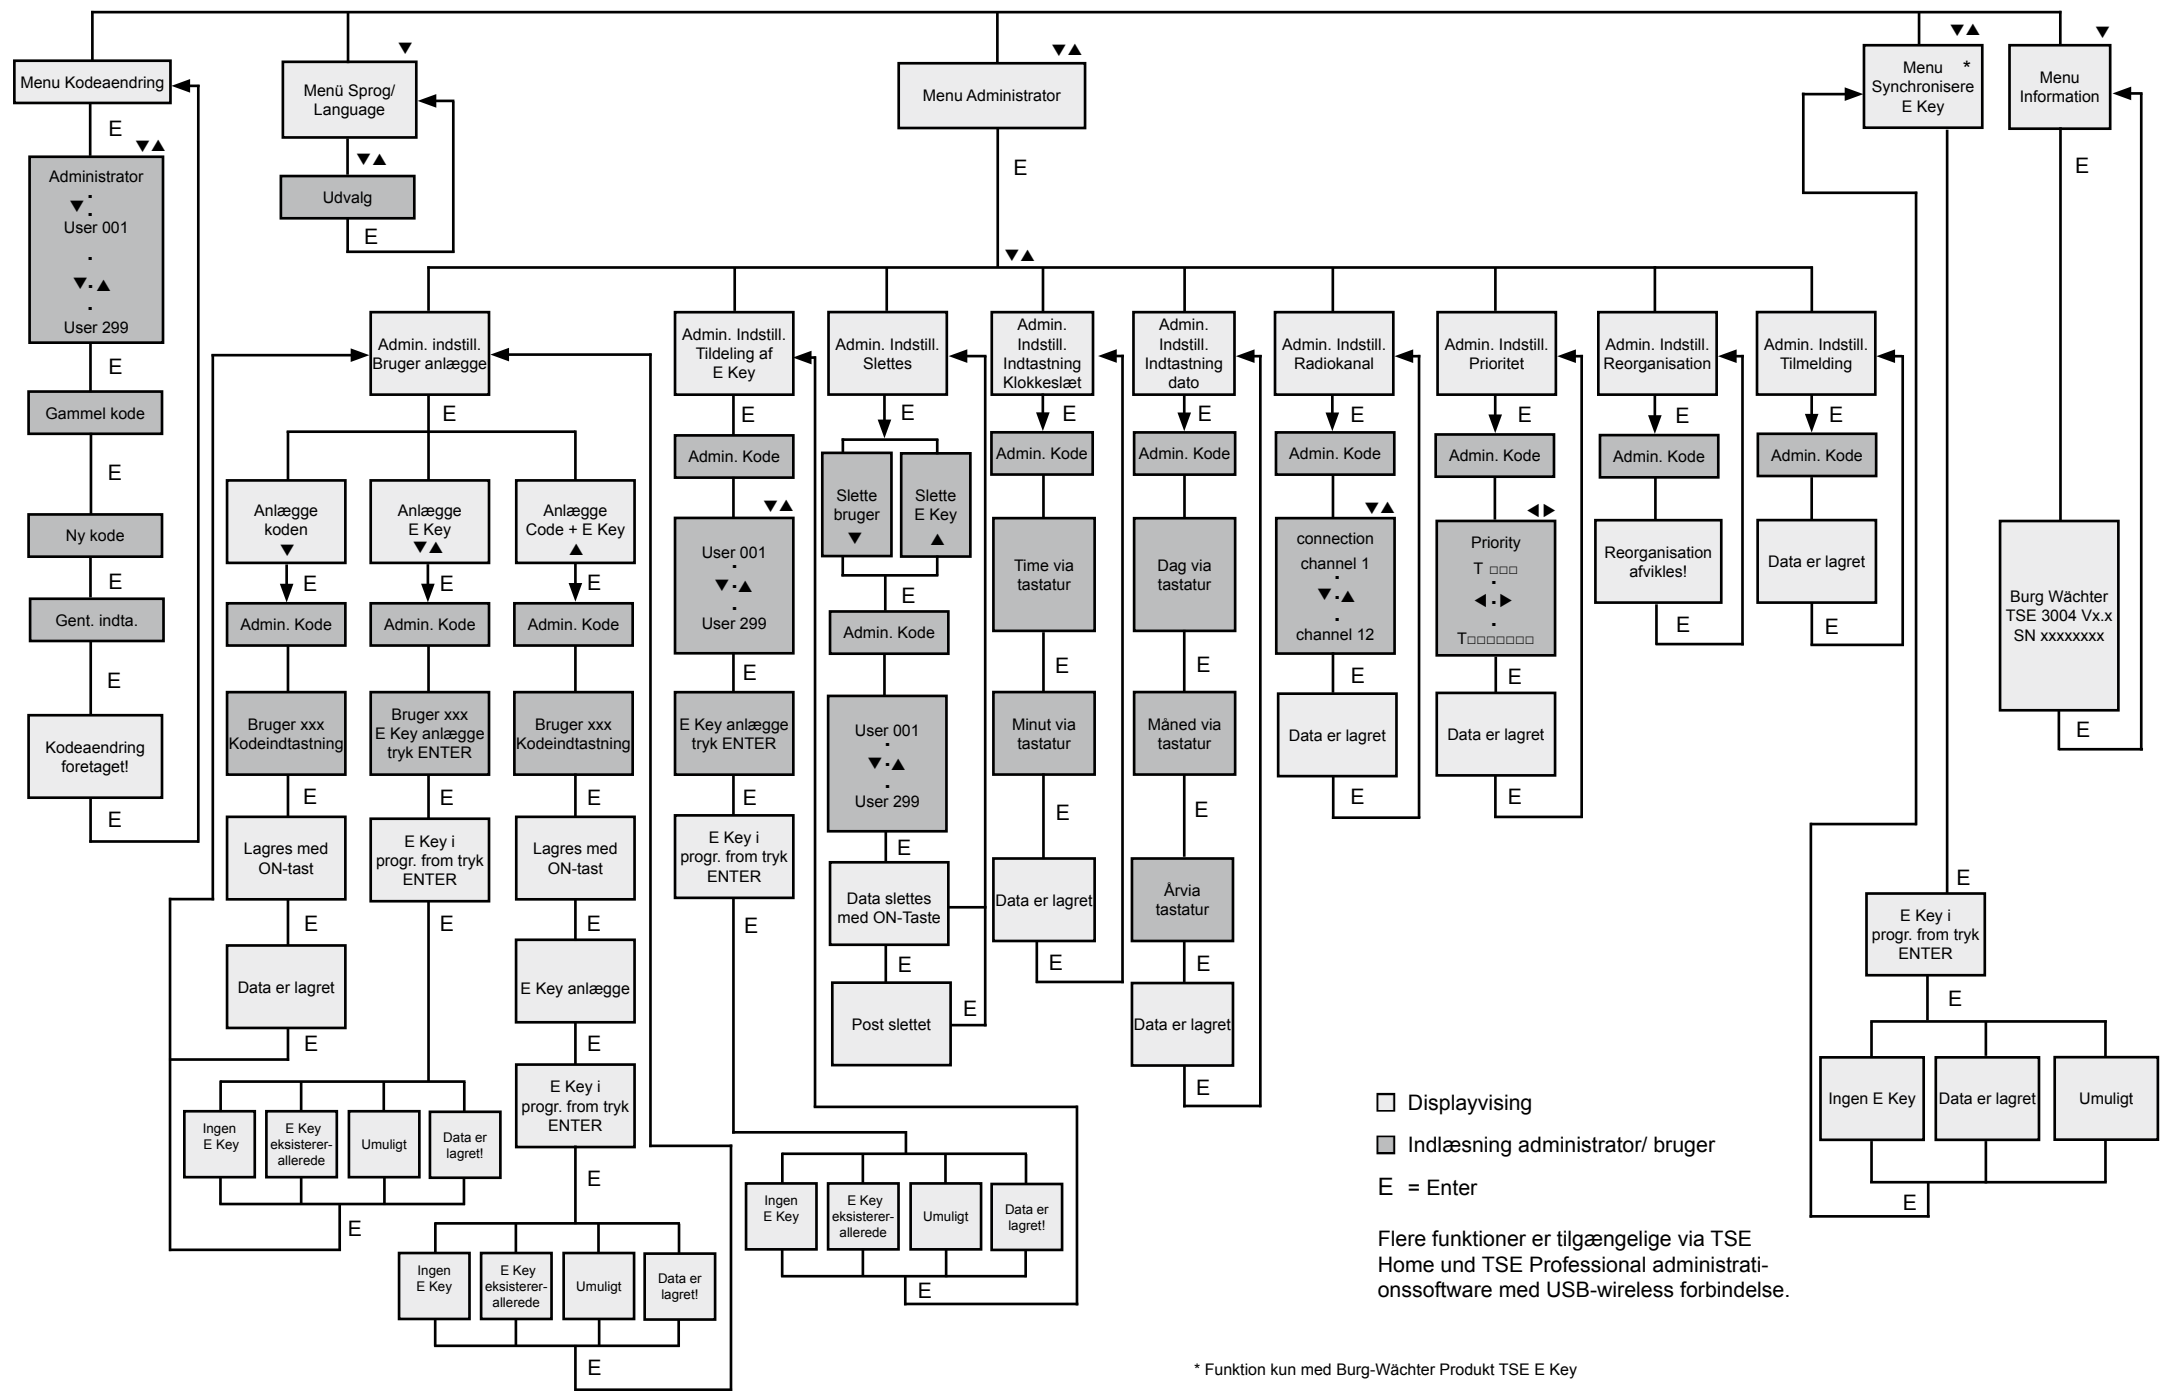 Menu Kodeaendring
E
Administrator
User 001
User 299
E
Gammel kode
E
Ny kode
E
Gent. indta.
E
Kodeaendring
foretaget!
E
Menü Sprog/
Language
Udvalg
E
Menu Administrator
E
Admin. indstill.
Bruger anlægge
E
Anlægge
koden
E
Admin. Kode
Bruger xxx
Kodeindtastning
E
Lagres med
ON-tast
E
Data er lagret
E
Anlægge
E Key
E
Admin. Kode
Bruger xxx
E Key anlægge
tryk ENTER
E
E Key i
progr. from tryk
ENTER
E
Ingen
E Key
E Key
eksisterer-
allerede
Umuligt
Data er
lagret!
E
Anlægge
Code + E Key
E
Admin. Kode
Bruger xxx
Kodeindtastning
E
Lagres med
ON-tast
E
E Key anlægge
E
E Key i
progr. from tryk
ENTER
E
Ingen
E Key
E Key
eksisterer-
allerede
Umuligt
Data er
lagret!
E
Admin. Indstill.
Tildeling af
E Key
E
Admin. Kode
User 001
User 299
E
E Key anlægge
tryk ENTER
E
E Key i
progr. from tryk
ENTER
E
Ingen
E Key
E Key
eksisterer-
allerede
Umuligt
Data er
lagret!
E
Admin. Indstill.
Slettes
E
Slette
bruger
Slette
E Key
E
Admin. Kode
User 001
User 299
E
Data slettes
med ON-Taste
E
Post slettet
E
Admin.
Indstill.
Indtastning
Klokkeslæt
E
Admin. Kode
Time via
tastatur
E
Minut via
tastatur
E
Data er lagret
E
Admin.
Indstill.
Indtastning
dato
E
Admin. Kode
Dag via
tastatur
E
Måned via
tastatur
E
Årvia
tastatur
E
Data er lagret
E
Admin. Indstill.
Radiokanal
E
Admin. Kode
connection
channel 1
channel 12
E
Data er lagret
E
Admin. Indstill.
Prioritet
E
Admin. Kode
Priority
T □□□
T□□□□□□□
E
Data er lagret
E
Admin. Indstill.
Reorganisation
E
Admin. Kode
Reorganisation
afvikles!
E
Admin. Indstill.
Tilmelding
E
Admin. Kode
Data er lagret
E
Menu *
Synchronisere
E Key
E
E Key i
progr. from tryk
ENTER
E
Ingen E Key
Data er lagret
Umuligt
E
Menu
Information
E
Burg Wächter
TSE 3004 Vx.x
SN xxxxxxxx
E
Displayvising
Indlæsning administrator/ bruger
E = Enter
Flere funktioner er tilgængelige via TSE
Home und TSE Professional administrati-
onssoftware med USB-wireless forbindelse.
* Funktion kun med Burg-Wächter Produkt TSE E Key